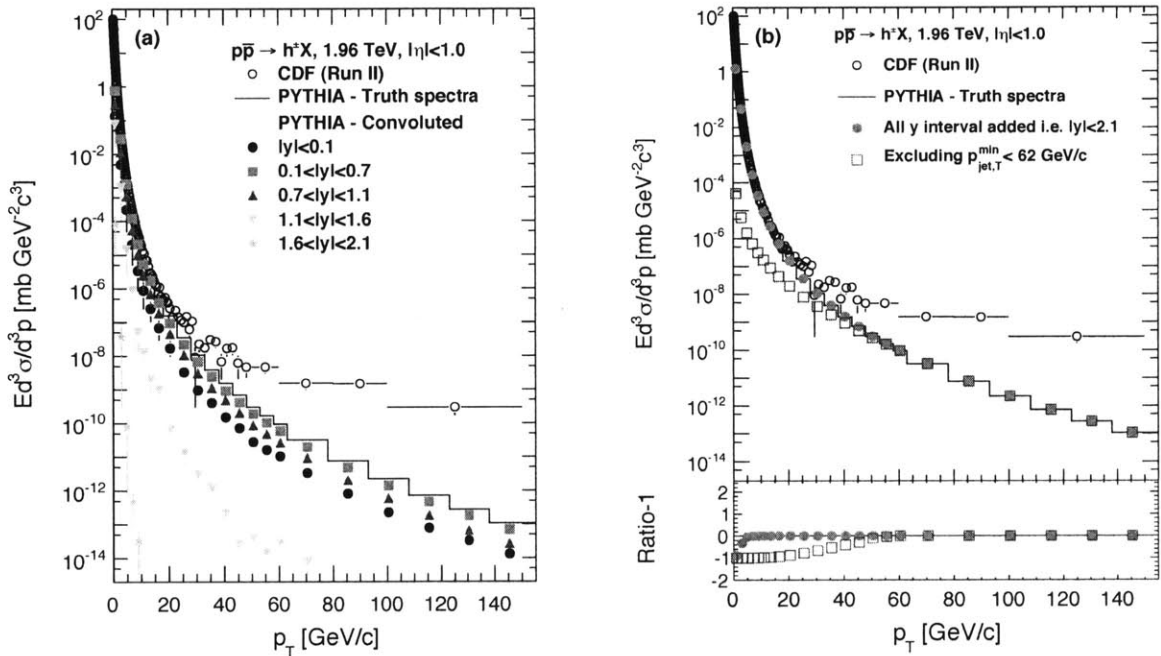 (a)
pp̅ → h±X, 1.96 TeV, |η|<1.0
CDF (Run II)
PYTHIA - Truth spectra
PYTHIA - Convoluted
|y|<0.1
0.1<|y|<0.7
0.7<|y|<1.1
1.1<|y|<1.6
1.6<|y|<2.1
Ed³σ/d³p [mb GeV⁻²c³]
10²
1
10⁻²
10⁻⁴
10⁻⁶
10⁻⁸
10⁻¹⁰
10⁻¹²
10⁻¹⁴
0 20 40 60 80 100 120 140
p_T [GeV/c]
(b)
pp̅ → h±X, 1.96 TeV, |η|<1.0
CDF (Run II)
PYTHIA - Truth spectra
All y interval added i.e. |y|<2.1
Excluding p^min_jet,T < 62 GeV/c
Ed³σ/d³p [mb GeV⁻²c³]
10²
1
10⁻²
10⁻⁴
10⁻⁶
10⁻⁸
10⁻¹⁰
10⁻¹²
10⁻¹⁴
Ratio-1
2
1
0
-1
-2
0 20 40 60 80 100 120 140
p_T [GeV/c]